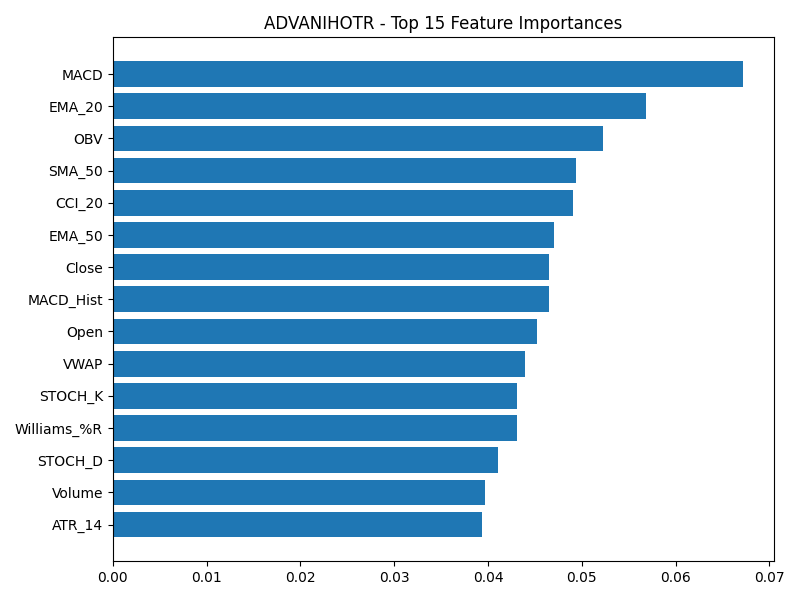 ADVANIHOTR - Top 15 Feature Importances
MACD
EMA_20
OBV
SMA_50
CCI_20
EMA_50
Close
MACD_Hist
Open
VWAP
STOCH_K
Williams_%R
STOCH_D
Volume
ATR_14
0.00 0.01 0.02 0.03 0.04 0.05 0.06 0.07